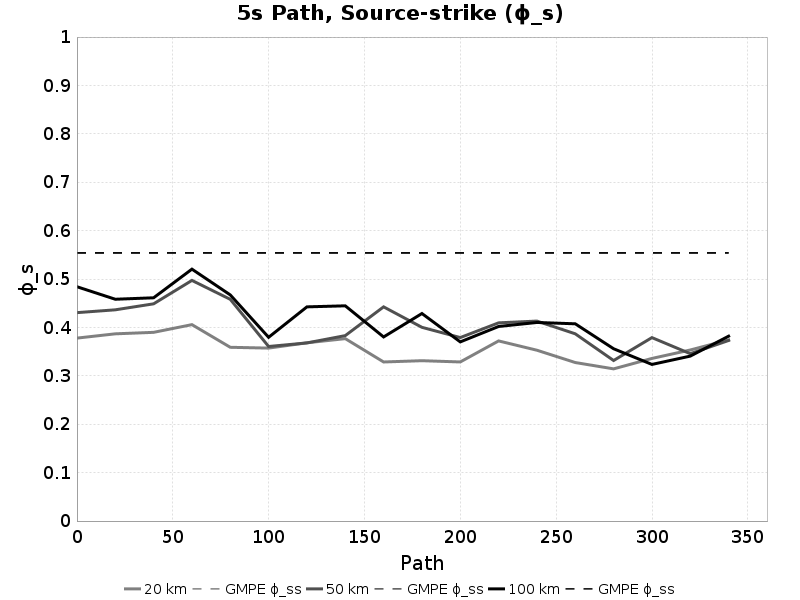 5s Path, Source-strike (ϕ_s)
1
0.9
0.8
0.7
0.6
0.5
0.4
0.3
0.2
0.1
0
ϕ_s
0 50 100 150 200 250 300 350
Path
20 km GMPE ϕ_ss 50 km GMPE ϕ_ss 100 km GMPE ϕ_ss